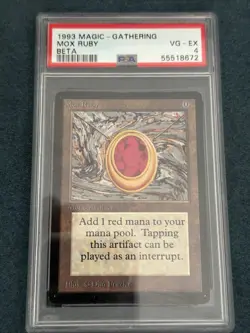 1993 MAGIC - GATHERING
MOX RUBY
BETA
VG - EX
4
PSA
55518672
Add 1 red mana to your
mana pool. Tapping
this artifact can be
played as an interrupt.